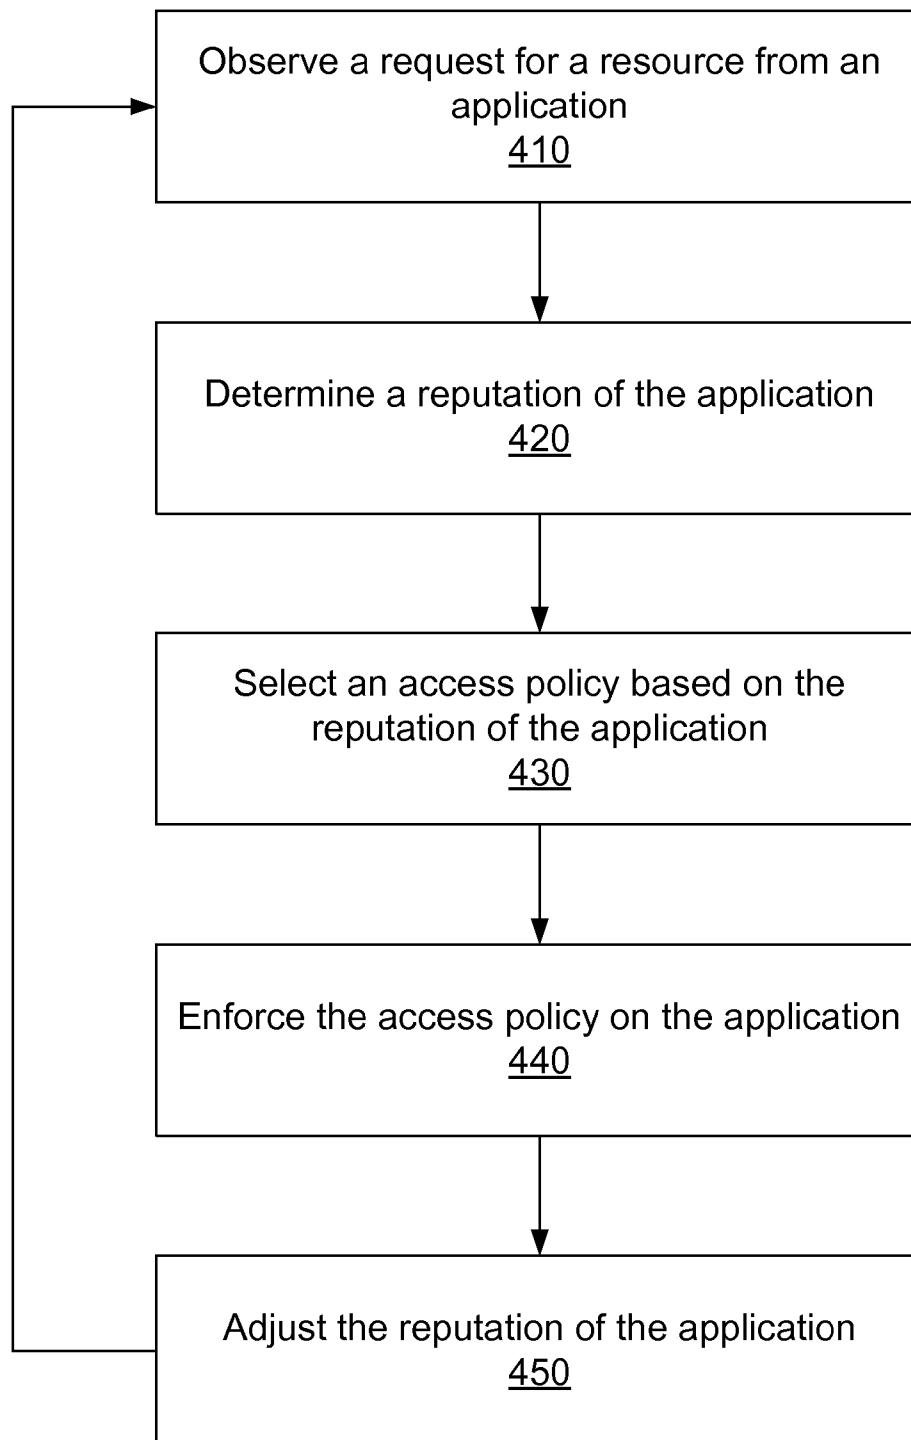 Observe a request for a resource from an
application
410
Determine a reputation of the application
420
Select an access policy based on the
reputation of the application
430
Enforce the access policy on the application
440
Adjust the reputation of the application
450